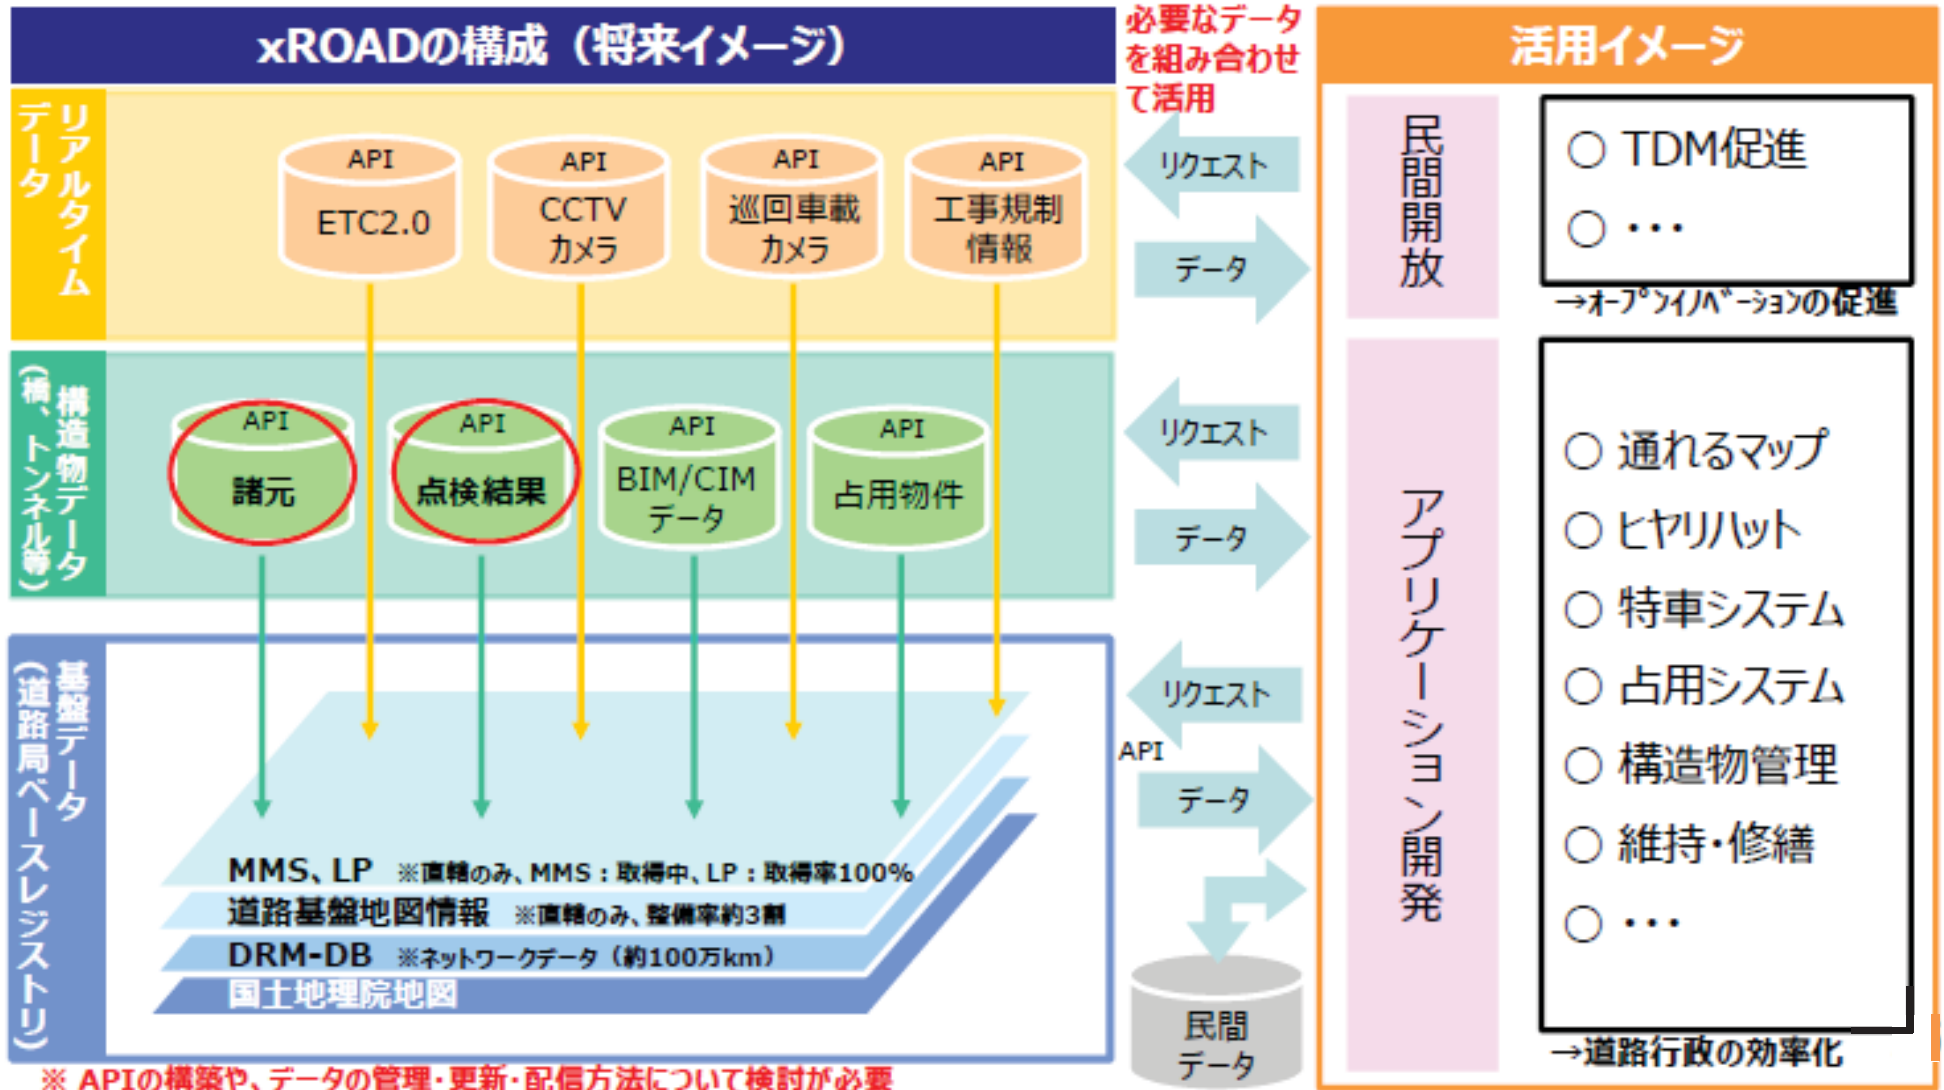 xROADの構成（将来イメージ）
リアルタイム
データ
API
ETC2.0
API
CCTV
カメラ
API
巡回車載
カメラ
API
工事規制
情報
構造物データ
(橋、トンネル等)
API
諸元
API
点検結果
API
BIM/CIM
データ
API
占用物件
基盤データ
(道路局ベースレジストリ)
MMS、LP ※直轄のみ、MMS：取得中、LP：取得率100%
道路基盤地図情報 ※直轄のみ、整備率約3割
DRM-DB ※ネットワークデータ（約100万km）
国土地理院地図
※ APIの構築や、データの管理・更新・配信方法について検討が必要
必要なデータ
を組み合わせ
て活用
リクエスト
データ
リクエスト
データ
リクエスト
API
データ
民間
データ
活用イメージ
民間開放
○ TDM促進
○ ・・・
→ｵｰﾌﾟﾝｲﾉﾍﾞｰｼｮﾝの促進
アプリケーション開発
○ 通れるマップ
○ ヒヤリハット
○ 特車システム
○ 占用システム
○ 構造物管理
○ 維持・修繕
○ ・・・
→道路行政の効率化